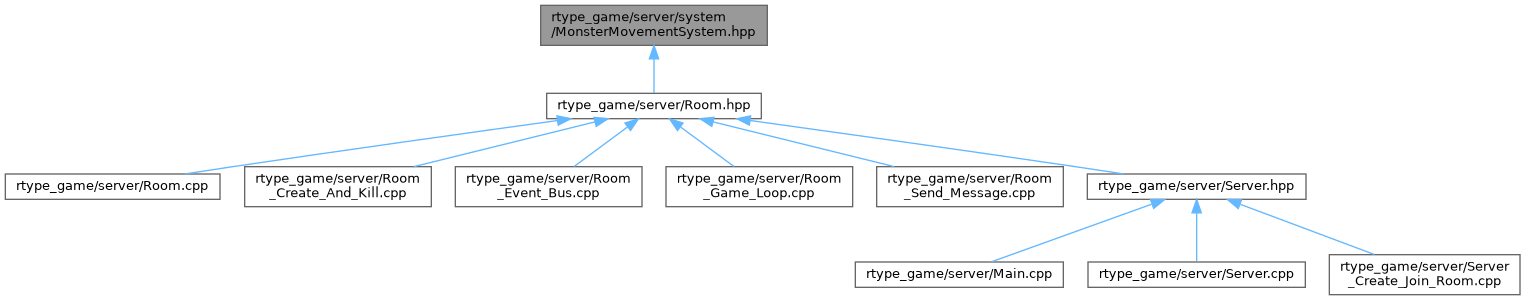 rtype_game/server/system
/MonsterMovementSystem.hpp
rtype_game/server/Room.hpp
rtype_game/server/Room.cpp
rtype_game/server/Room
_Create_And_Kill.cpp
rtype_game/server/Room
_Event_Bus.cpp
rtype_game/server/Room
_Game_Loop.cpp
rtype_game/server/Room
_Send_Message.cpp
rtype_game/server/Server.hpp
rtype_game/server/Main.cpp
rtype_game/server/Server.cpp
rtype_game/server/Server
_Create_Join_Room.cpp